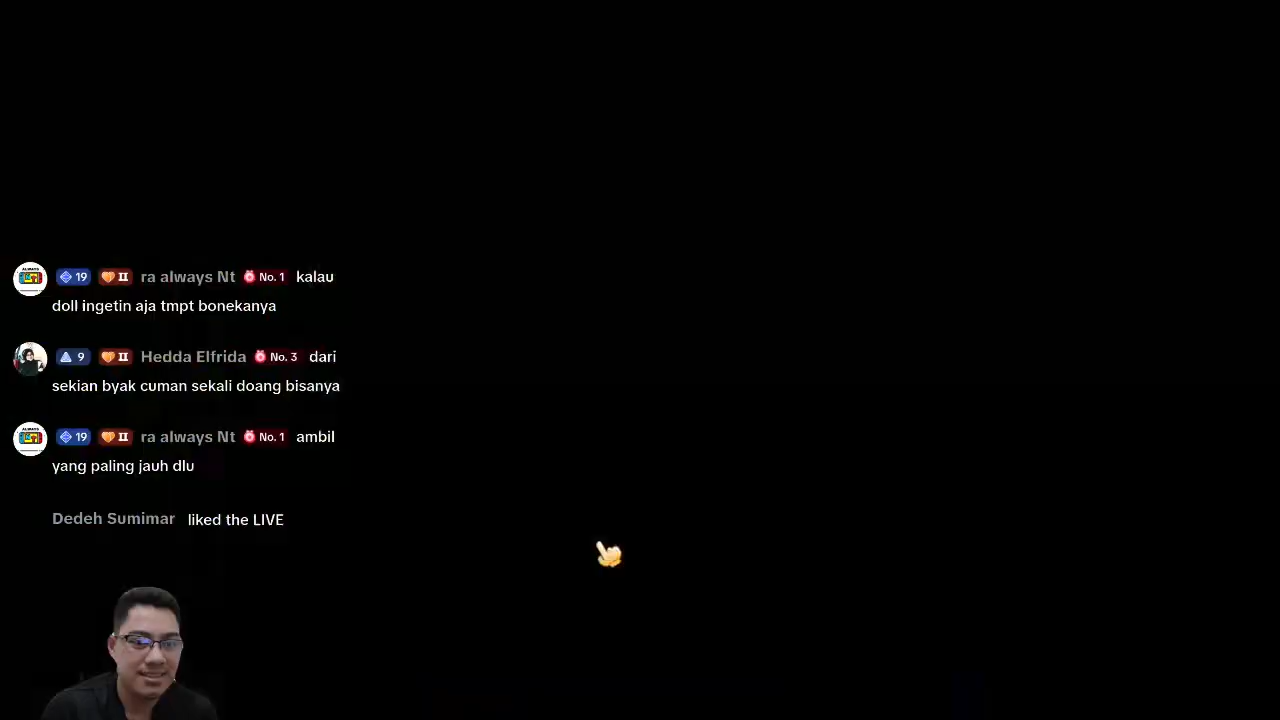 19 II ra always Nt No. 1 kalau
doll ingetin aja tmpt bonekanya
9 II Hedda Elfrida No. 3 dari
sekian byak cuman sekali doang bisanya
19 II ra always Nt No. 1 ambil
yang paling jauh dlu
Dedeh Sumimar liked the LIVE